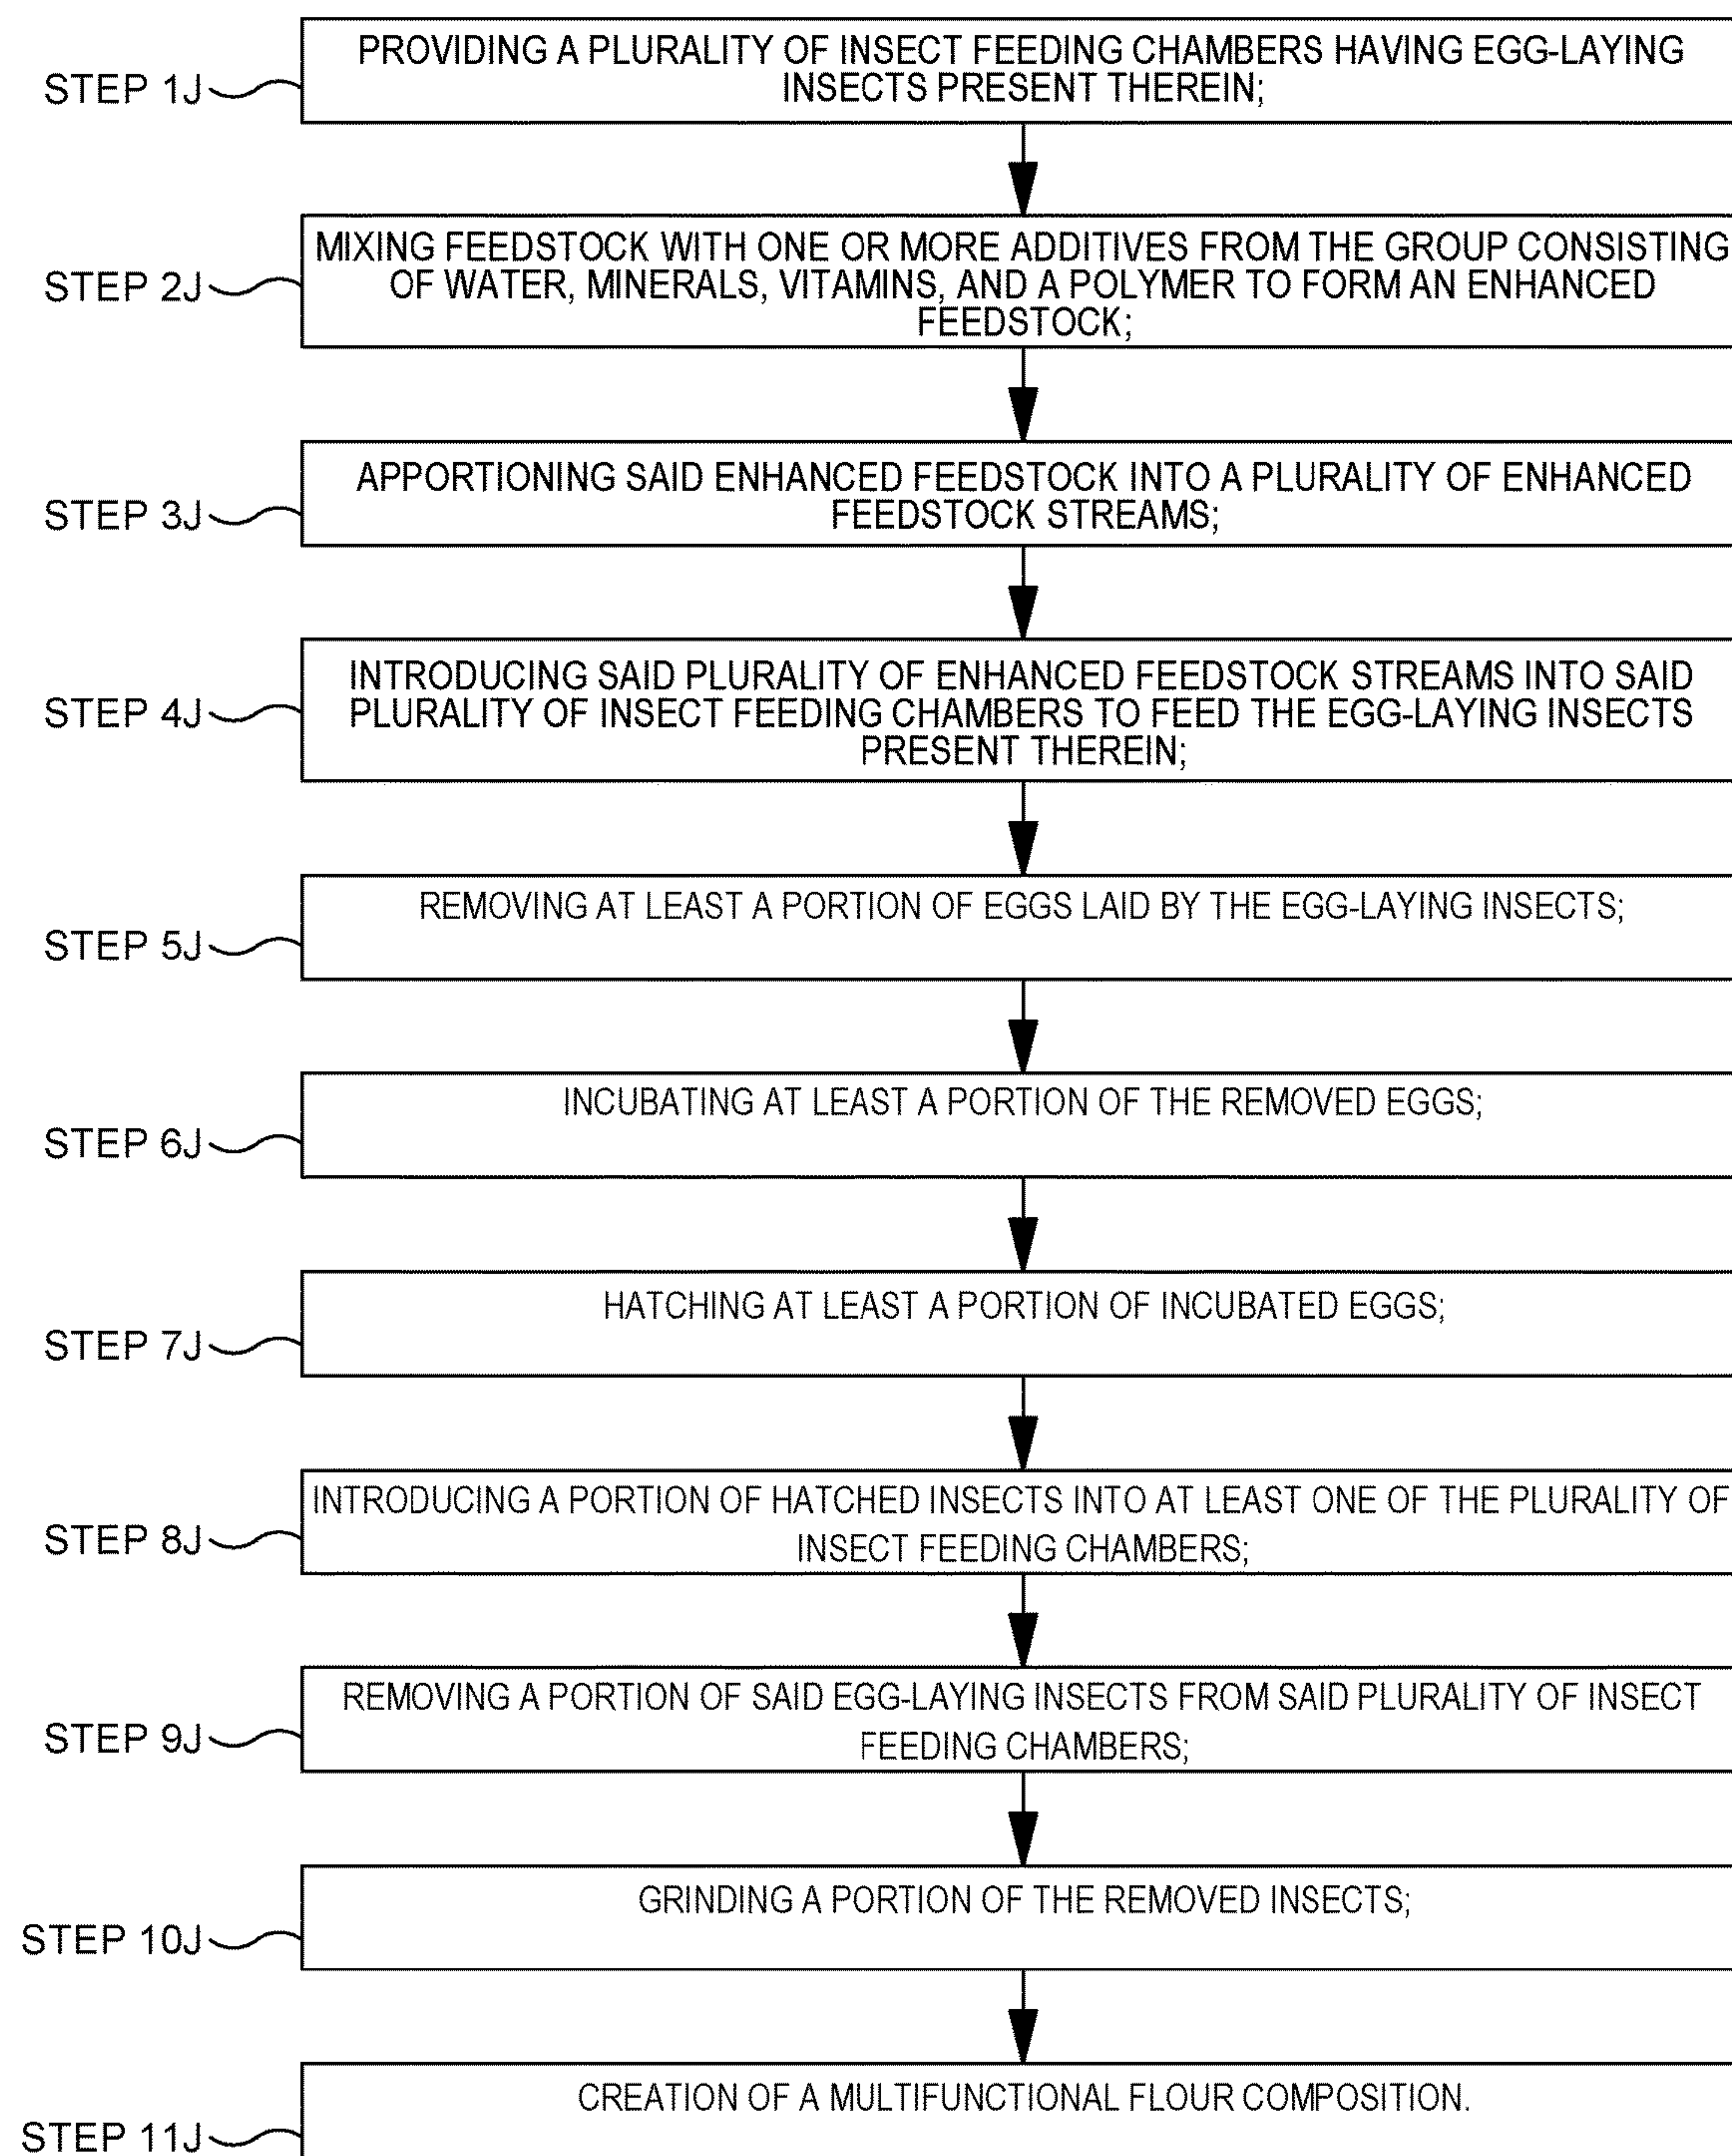 PROVIDING A PLURALITY OF INSECT FEEDING CHAMBERS HAVING EGG-LAYING
INSECTS PRESENT THEREIN;
STEP 1J
MIXING FEEDSTOCK WITH ONE OR MORE ADDITIVES FROM THE GROUP CONSISTING
OF WATER, MINERALS, VITAMINS, AND A POLYMER TO FORM AN ENHANCED
FEEDSTOCK;
STEP 2J
APPORTIONING SAID ENHANCED FEEDSTOCK INTO A PLURALITY OF ENHANCED
FEEDSTOCK STREAMS;
STEP 3J
INTRODUCING SAID PLURALITY OF ENHANCED FEEDSTOCK STREAMS INTO SAID
PLURALITY OF INSECT FEEDING CHAMBERS TO FEED THE EGG-LAYING INSECTS
PRESENT THEREIN;
STEP 4J
REMOVING AT LEAST A PORTION OF EGGS LAID BY THE EGG-LAYING INSECTS;
STEP 5J
INCUBATING AT LEAST A PORTION OF THE REMOVED EGGS;
STEP 6J
HATCHING AT LEAST A PORTION OF INCUBATED EGGS;
STEP 7J
INTRODUCING A PORTION OF HATCHED INSECTS INTO AT LEAST ONE OF THE PLURALITY OF
INSECT FEEDING CHAMBERS;
STEP 8J
REMOVING A PORTION OF SAID EGG-LAYING INSECTS FROM SAID PLURALITY OF INSECT
FEEDING CHAMBERS;
STEP 9J
GRINDING A PORTION OF THE REMOVED INSECTS;
STEP 10J
CREATION OF A MULTIFUNCTIONAL FLOUR COMPOSITION.
STEP 11J